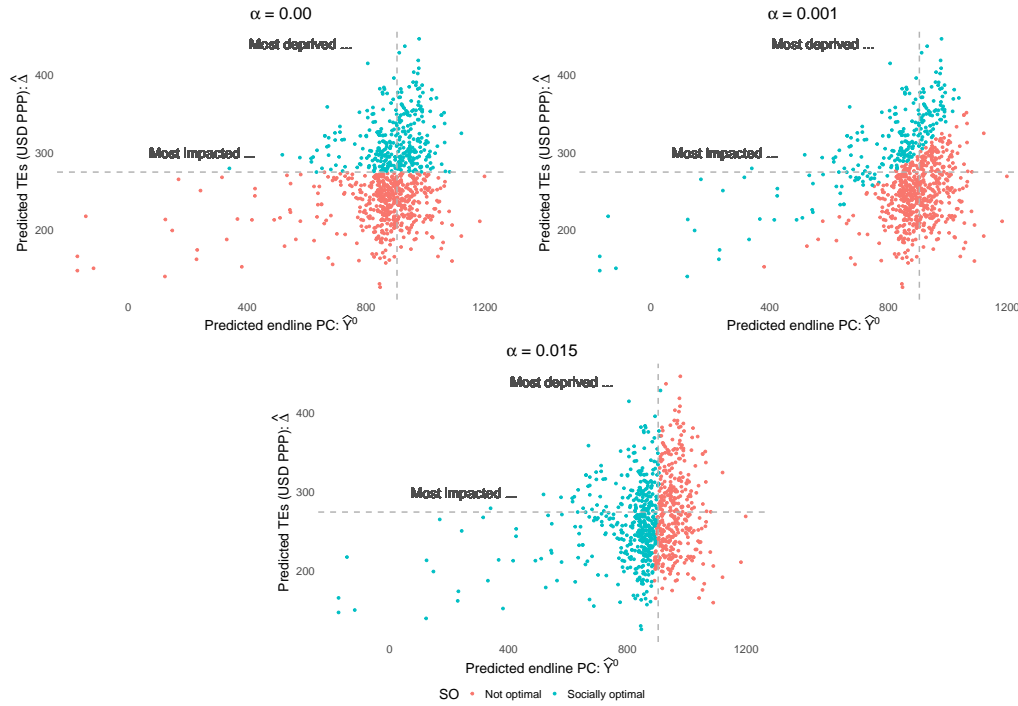 α = 0.00
Most deprived ...
Most impacted ...
400
300
200
0
400
800
1200
Predicted TEs (USD PPP): Δ̂
Predicted endline PC: Ŷ⁰
α = 0.001
Most deprived ...
Most impacted ...
400
300
200
0
400
800
1200
Predicted TEs (USD PPP): Δ̂
Predicted endline PC: Ŷ⁰
α = 0.015
Most deprived ...
Most impacted ...
400
300
200
0
400
800
1200
Predicted TEs (USD PPP): Δ̂
Predicted endline PC: Ŷ⁰
SO Not optimal Socially optimal